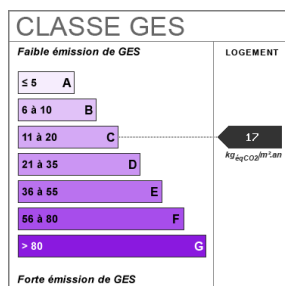 CLASSE GES
Faible émission de GES
LOGEMENT
≤ 5 A
6 à 10 B
11 à 20 C
17
kgéqCO2/m².an
21 à 35 D
36 à 55 E
56 à 80 F
> 80 G
Forte émission de GES